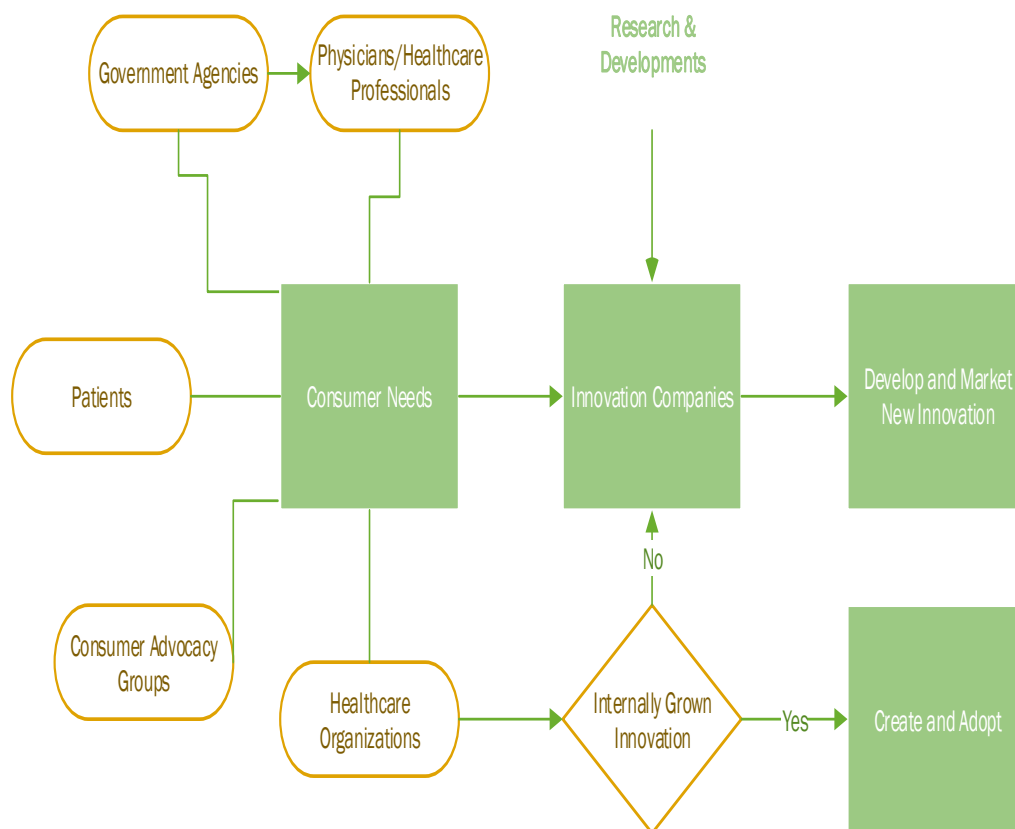 Government Agencies
Physicians/Healthcare
Professionals
Research &
Developments
Patients
Consumer Needs
Innovation Companies
Develop and Market
New Innovation
No
Consumer Advocacy
Groups
Healthcare
Organizations
Internally Grown
Innovation
Yes
Create and Adopt